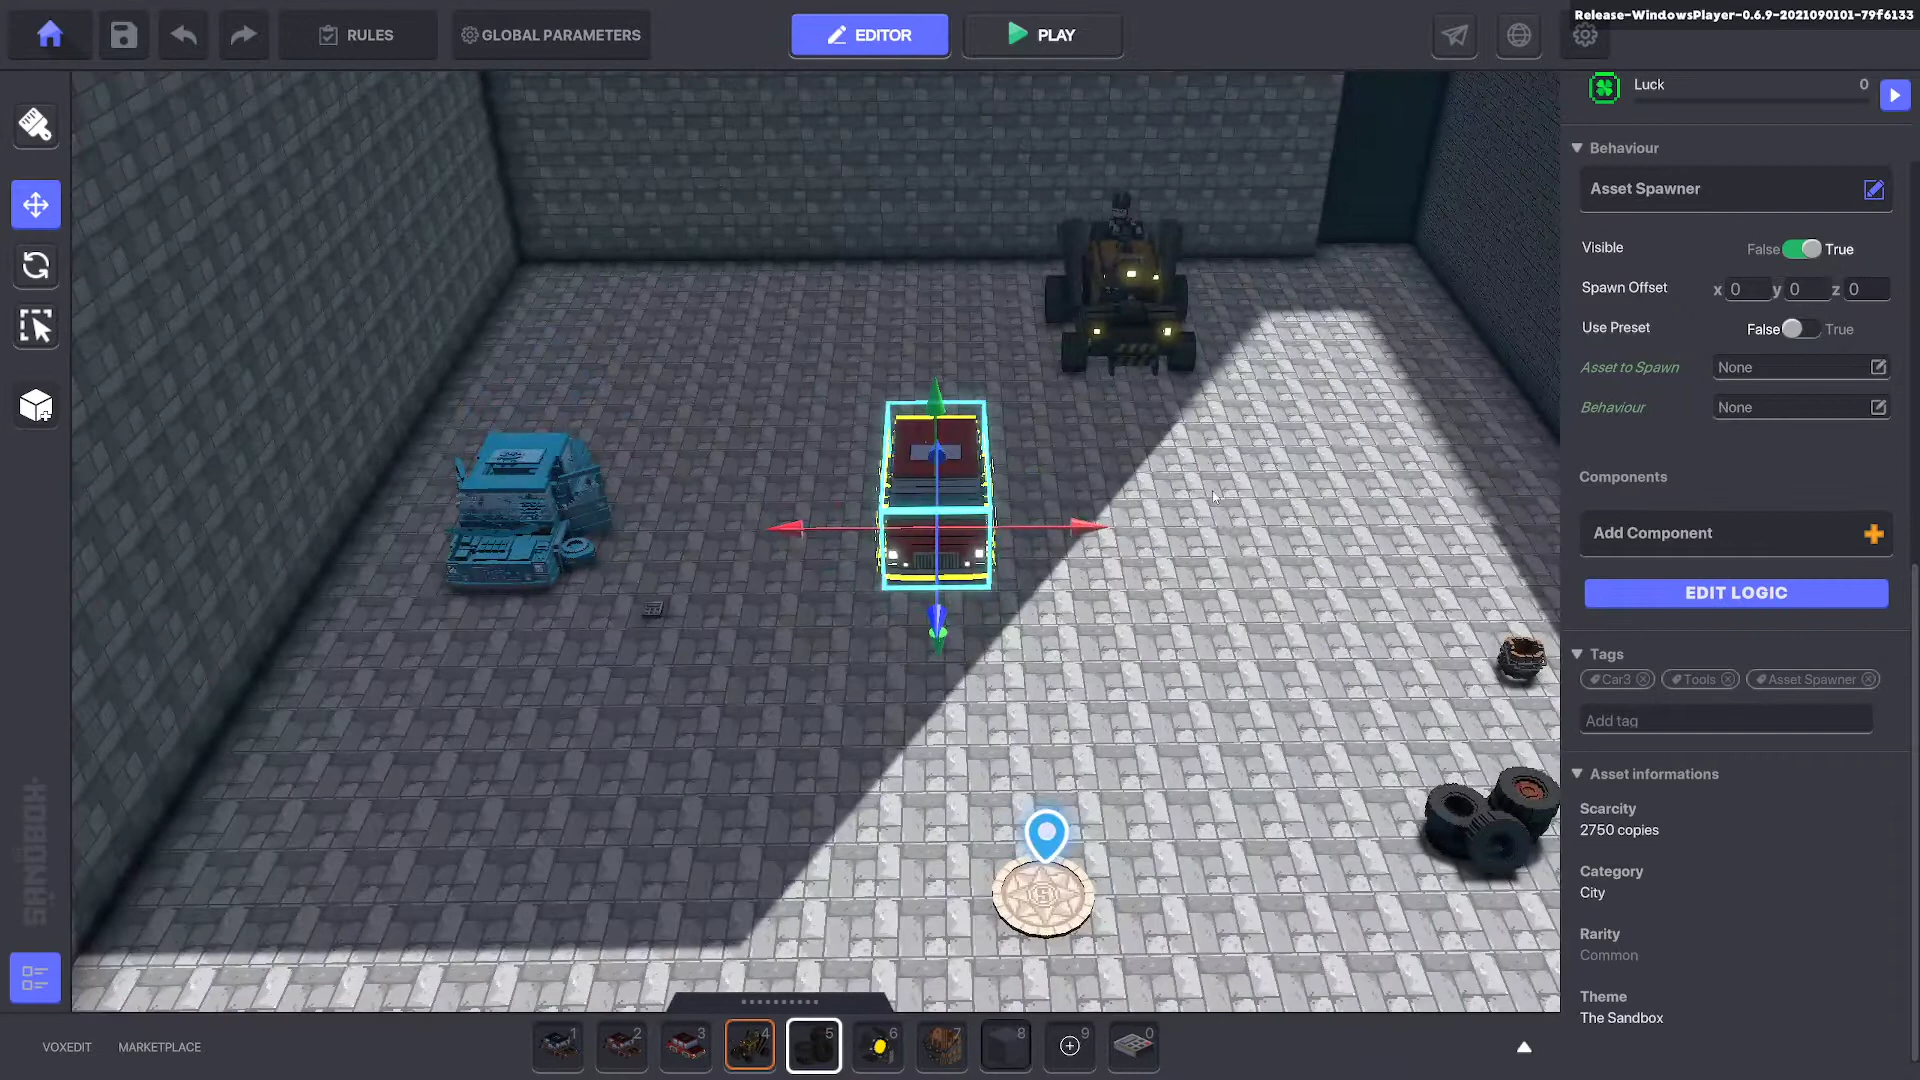 Release-WindowsPlayer-0.6.9-2021090101-79f6133
RULES
GLOBAL PARAMETERS
EDITOR
PLAY
Luck 0
Behaviour
Asset Spawner
Visible False True
Spawn Offset x 0 y 0 z 0
Use Preset False True
Asset to Spawn None
Behaviour None
Components
Add Component
EDIT LOGIC
Tags
Car3 Tools Asset Spawner
Add tag
Asset informations
Scarcity
2750 copies
Category
City
Rarity
Common
Theme
The Sandbox
SANDBOX
VOXEDIT MARKETPLACE
1 2 3 4 5 6 7 8 9 0